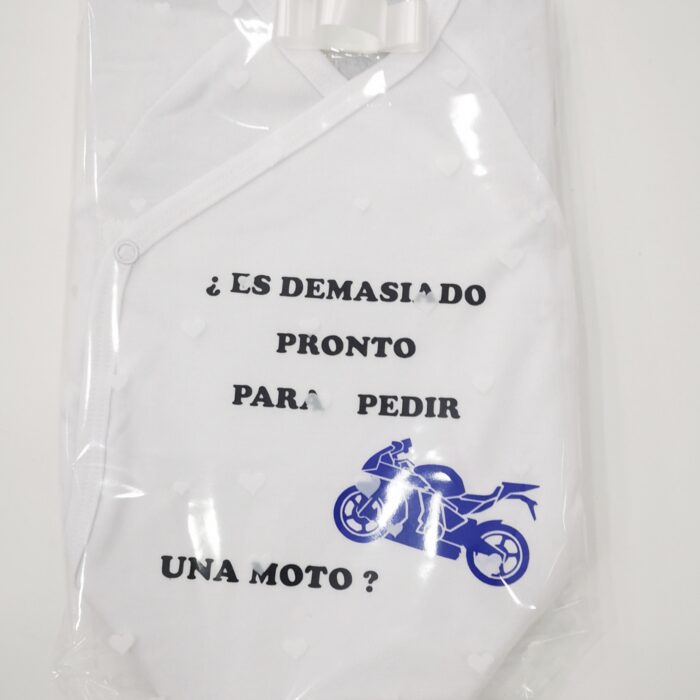 ¿ ES DEMASIADO
PRONTO
PARA PEDIR
UNA MOTO ?